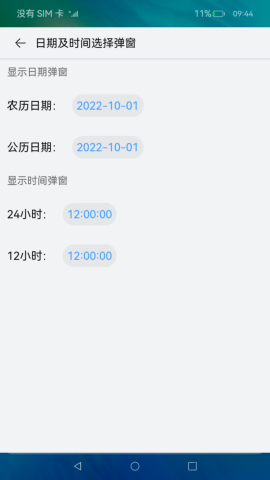 没有 SIM 卡 11% 09:44
日期及时间选择弹窗
显示日期弹窗
农历日期： 2022-10-01
公历日期： 2022-10-01
显示时间弹窗
24小时： 12:00:00
12小时： 12:00:00